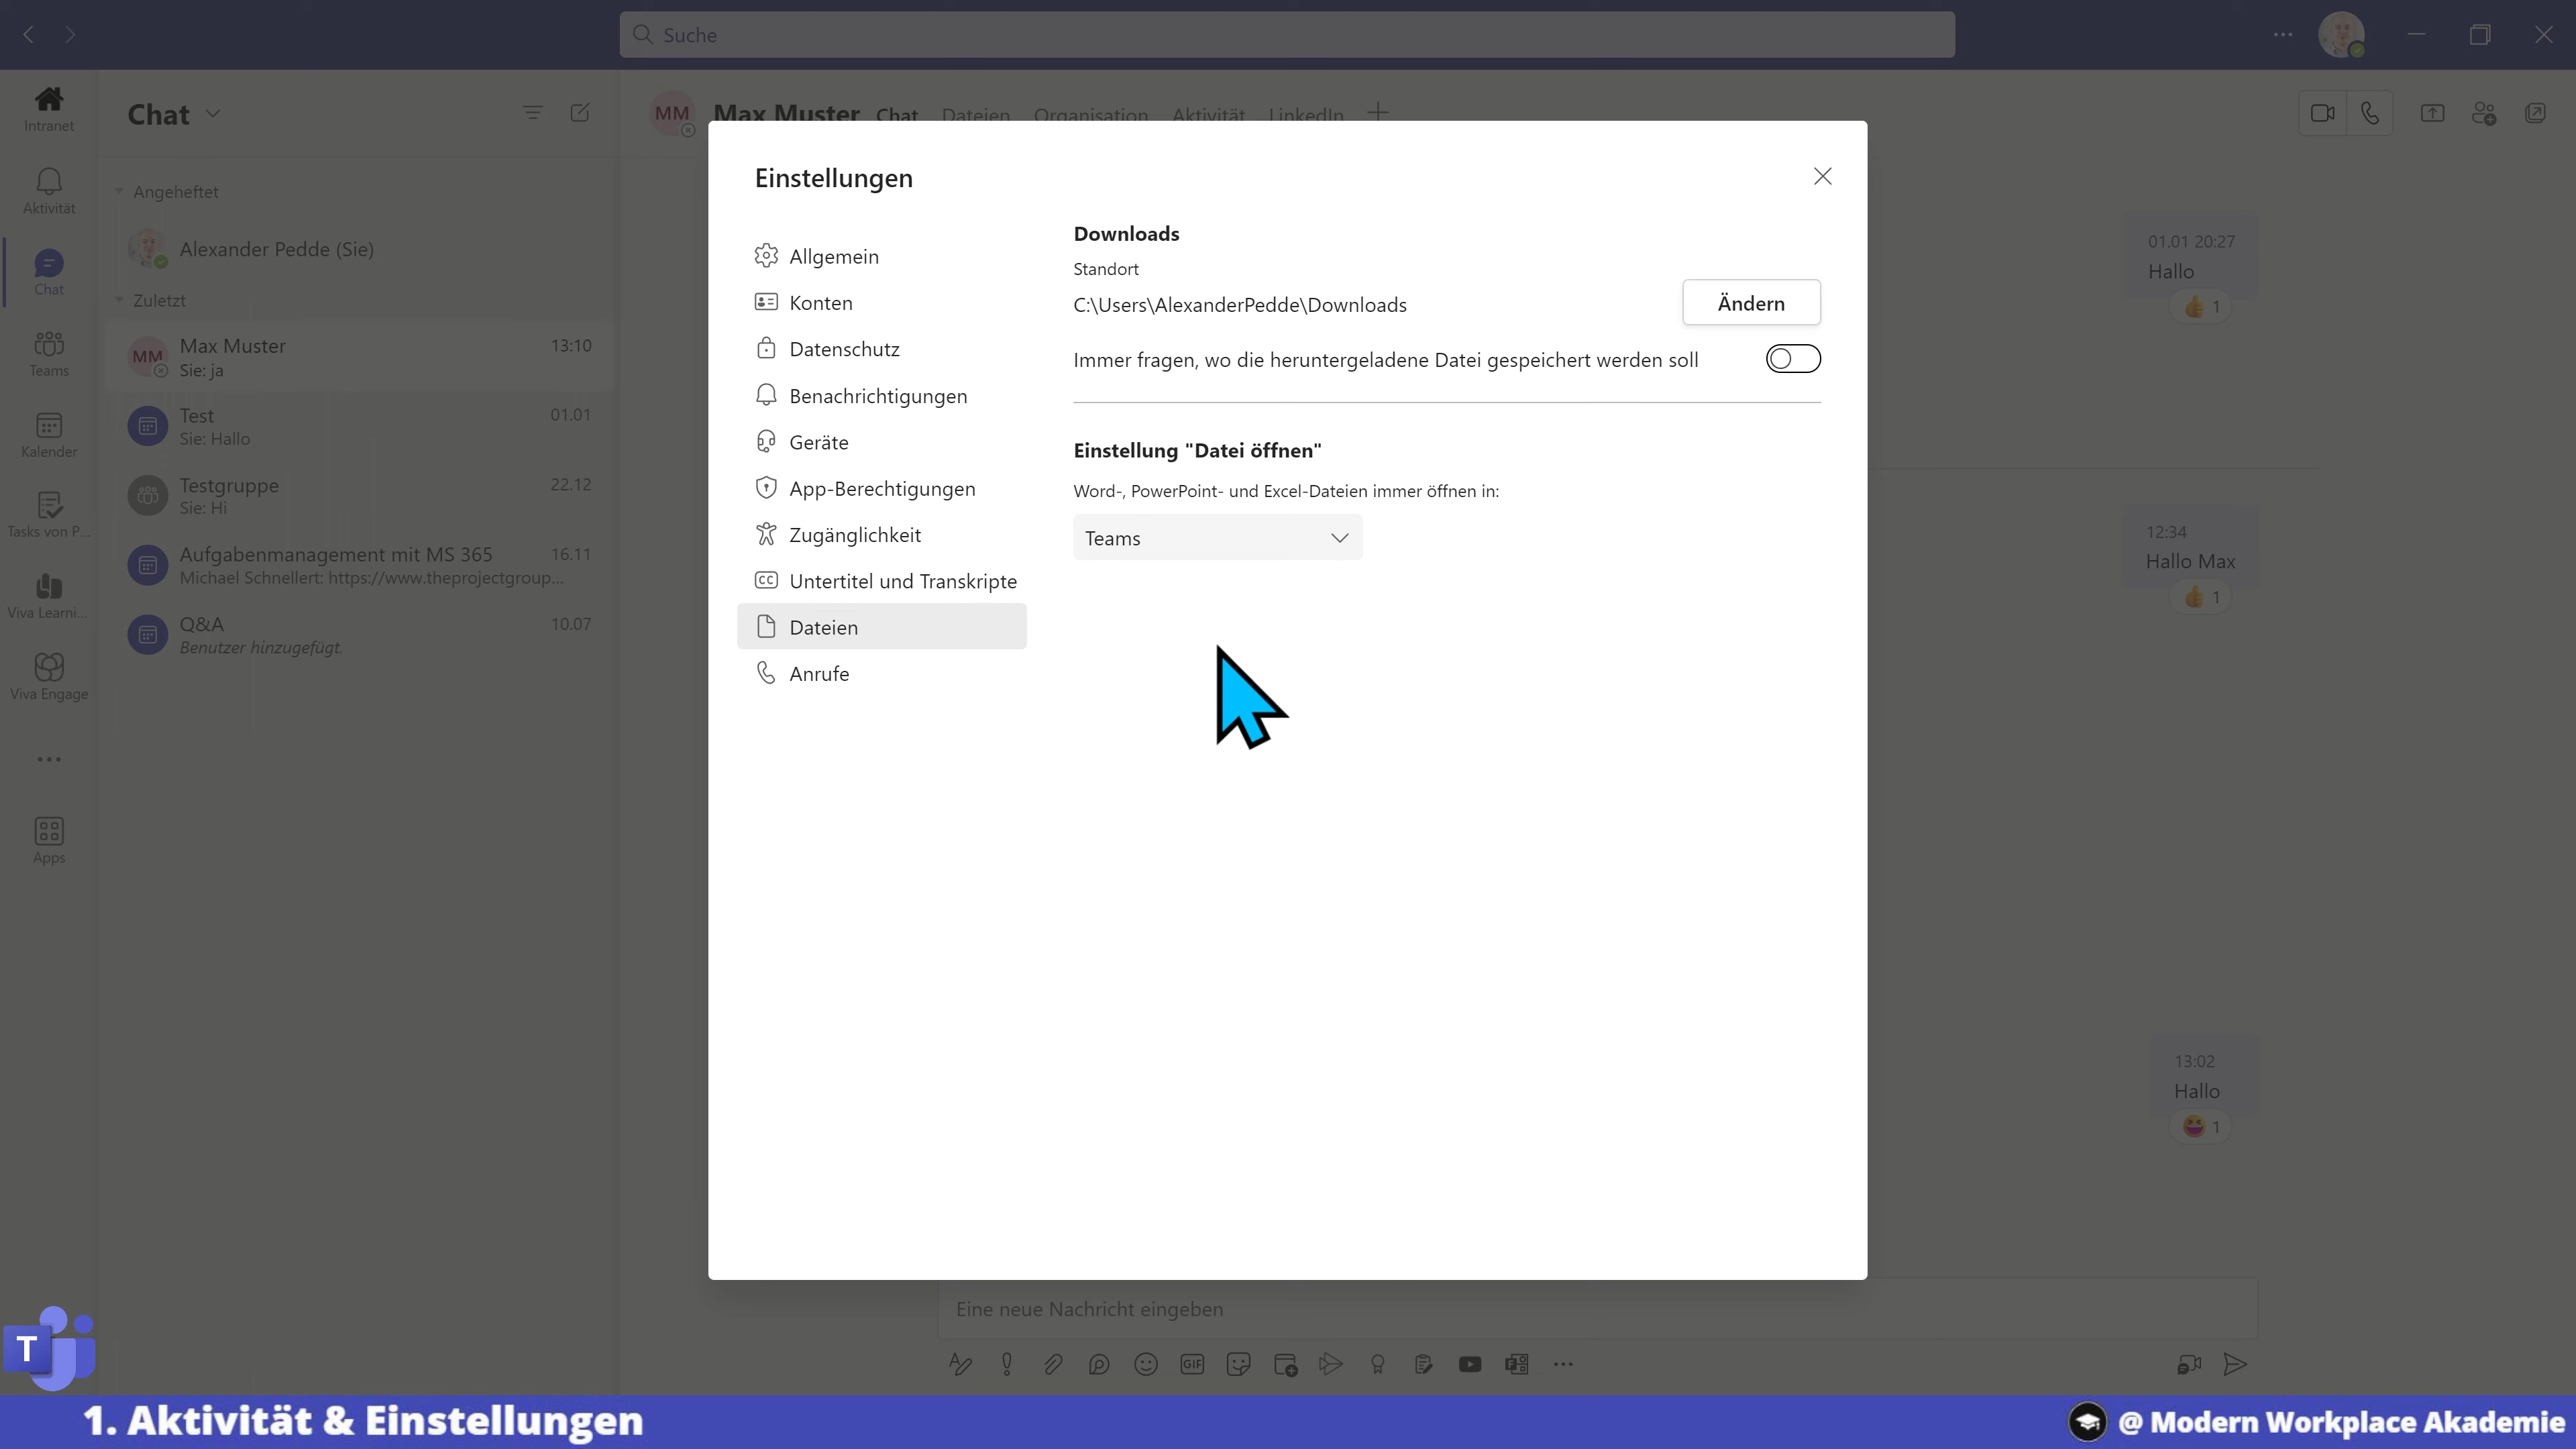 Suche
Intranet
Aktivität
Chat
Teams
Kalender
Tasks von P...
Viva Learni...
Viva Engage
Apps
Chat
Angeheftet
Alexander Pedde (Sie)
Zuletzt
MM
Max Muster 13:10
Sie: ja
Test 01.01
Sie: Hallo
Testgruppe 22.12
Sie: Hi
Aufgabenmanagement mit MS 365 16.11
Michael Schnellert: https://www.theprojectgroup...
Q&A 10.07
Benutzer hinzugefügt.
MM Max Muster Chat Dateien Organisation Aktivität LinkedIn
Einstellungen
Allgemein
Konten
Datenschutz
Benachrichtigungen
Geräte
App-Berechtigungen
Zugänglichkeit
CC Untertitel und Transkripte
Dateien
Anrufe
Downloads
Standort
C:\Users\AlexanderPedde\Downloads
Ändern
Immer fragen, wo die heruntergeladene Datei gespeichert werden soll
Einstellung "Datei öffnen"
Word-, PowerPoint- und Excel-Dateien immer öffnen in:
Teams
01.01 20:27
Hallo
1
12:34
Hallo Max
1
13:02
Hallo
1
Eine neue Nachricht eingeben
GIF
T
1. Aktivität & Einstellungen
@ Modern Workplace Akademie